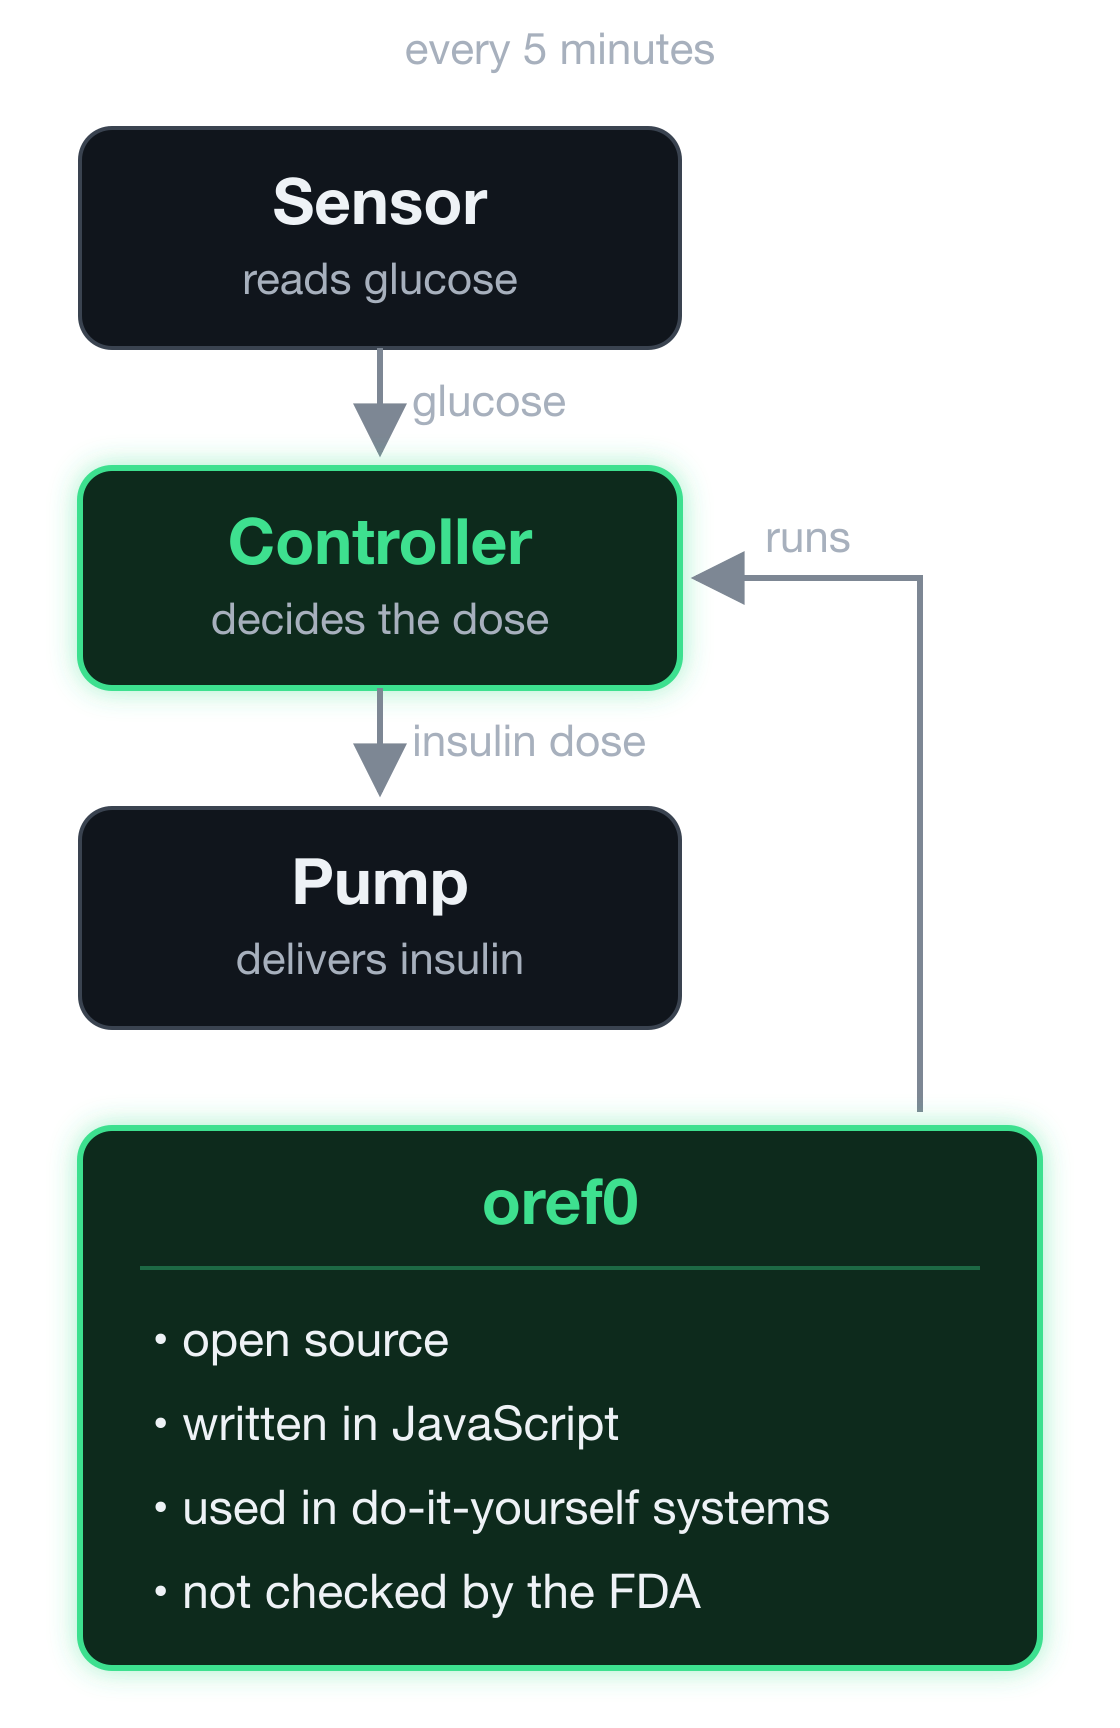 every 5 minutes
Sensor
reads glucose
glucose
Controller
decides the dose
runs
insulin dose
Pump
delivers insulin
oref0
• open source
• written in JavaScript
• used in do-it-yourself systems
• not checked by the FDA